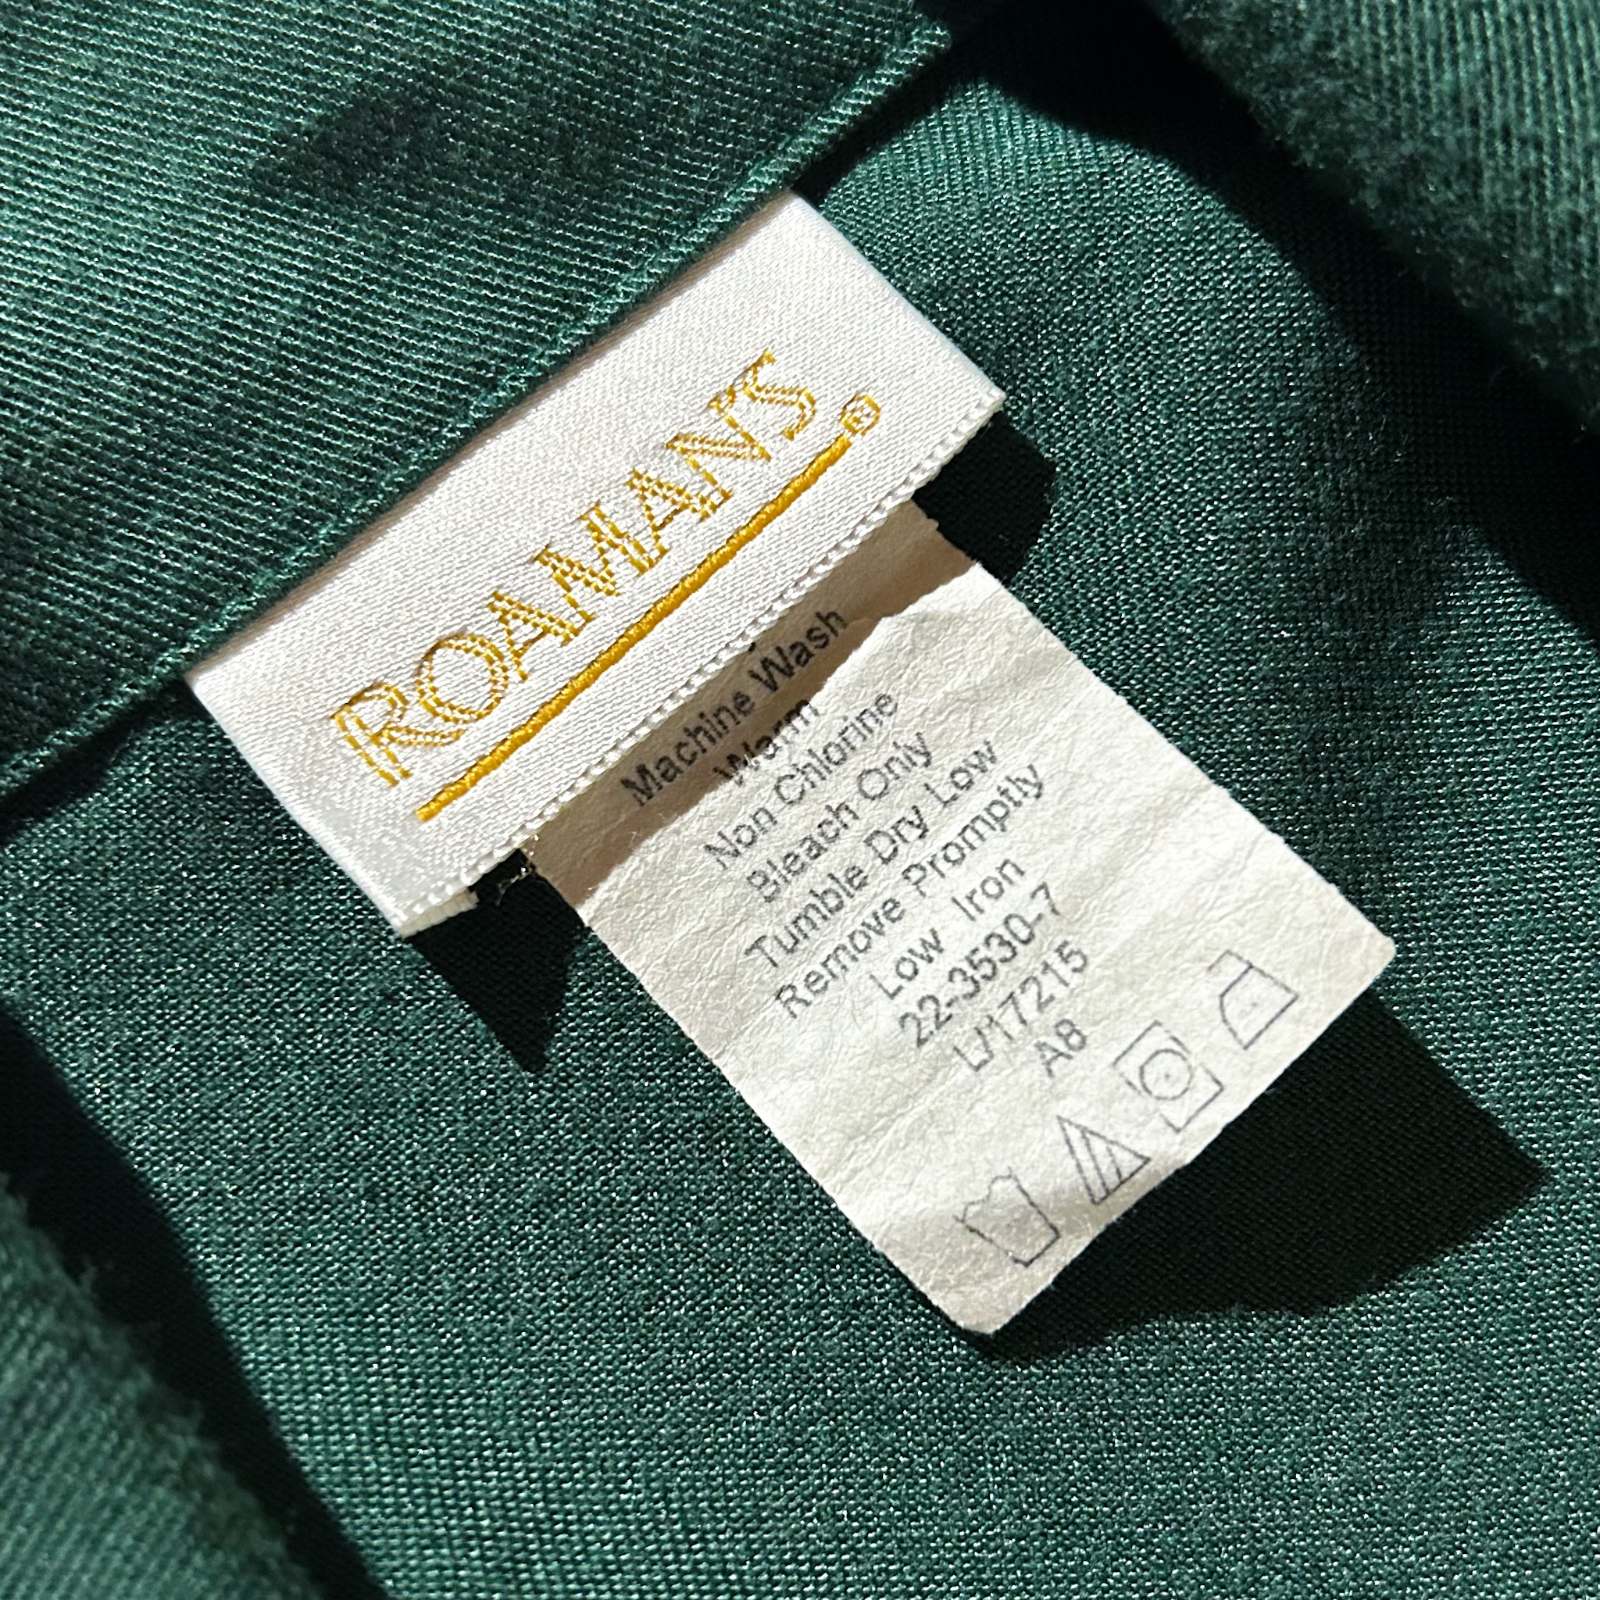 ROAMAN'S®
Machine Wash
Warm
Non Chlorine
Bleach Only
Tumble Dry Low
Remove Promptly
Low Iron
22-3530-7
L/17215
A8